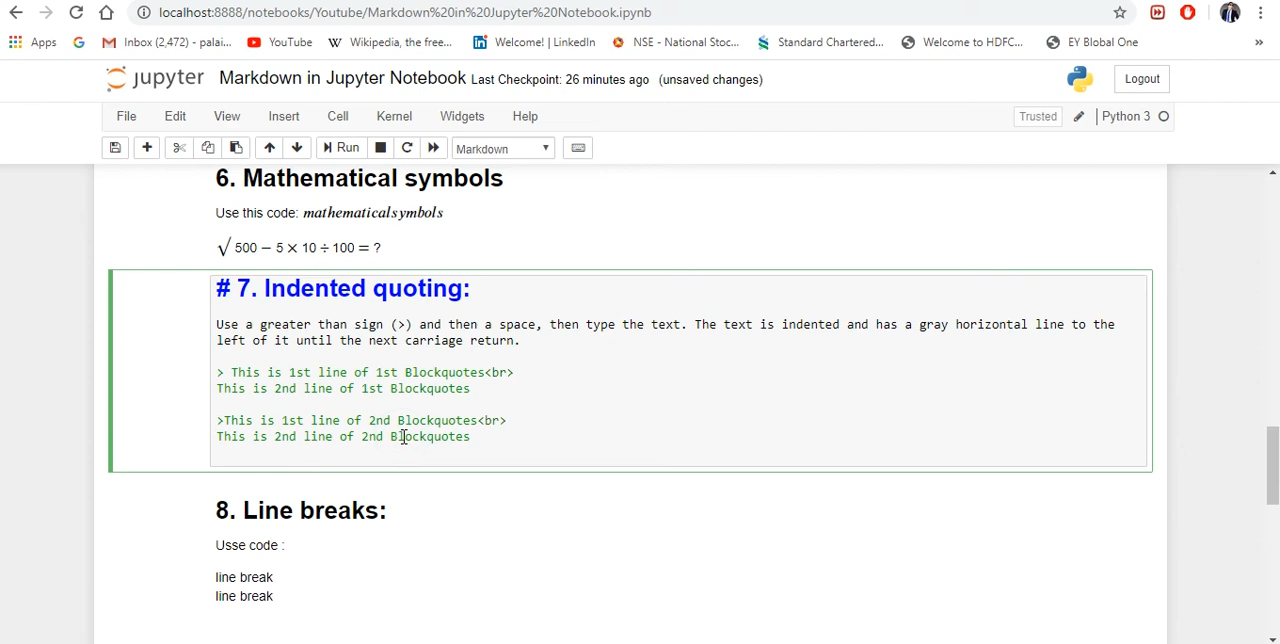 localhost:8888/notebooks/Youtube/Markdown%20in%20Jupyter%20Notebook.ipynb
Apps G Inbox (2,472) - palai... YouTube W Wikipedia, the free... in Welcome! | LinkedIn NSE - National Stoc... Standard Chartered... Welcome to HDFC... EY Blobal One »
jupyter Markdown in Jupyter Notebook Last Checkpoint: 26 minutes ago (unsaved changes) Logout
File Edit View Insert Cell Kernel Widgets Help Trusted Python 3
Run Markdown
6. Mathematical symbols
Use this code: mathematicalsymbols
√ 500 − 5 × 10 ÷ 100 = ?
# 7. Indented quoting:
Use a greater than sign (>) and then a space, then type the text. The text is indented and has a gray horizontal line to the
left of it until the next carriage return.
> This is 1st line of 1st Blockquotes<br>
This is 2nd line of 1st Blockquotes
>This is 1st line of 2nd Blockquotes<br>
This is 2nd line of 2nd Blockquotes
8. Line breaks:
Usse code :
line break
line break